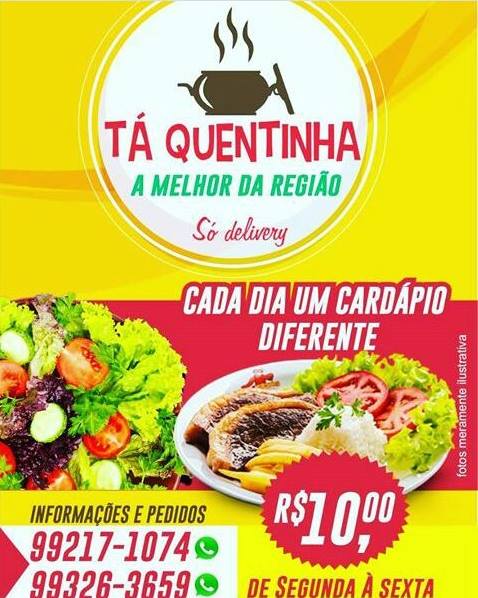 TÁ QUENTINHA
A MELHOR DA REGIÃO
Só delivery
CADA DIA UM CARDÁPIO
DIFERENTE
fotos meramente ilustrativa
INFORMAÇÕES E PEDIDOS
99217-1074
99326-3659
R$10,00
DE SEGUNDA À SEXTA